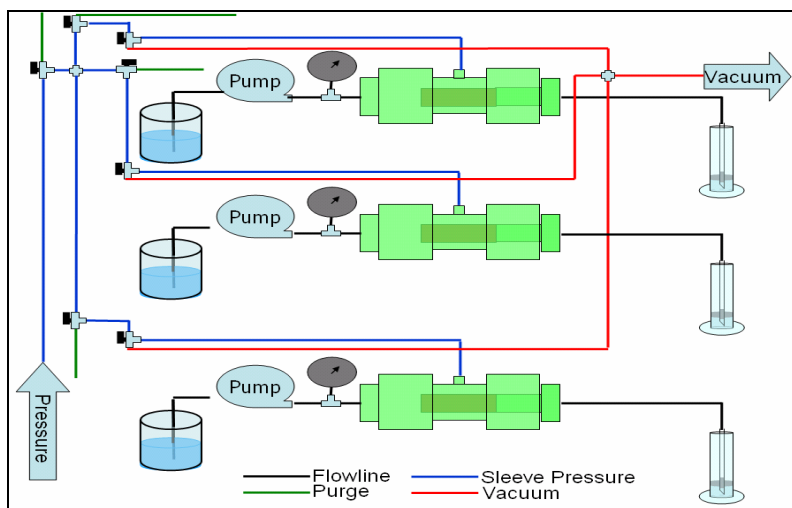 Pump
Vacuum
Pump
Pump
Pressure
Flowline
Sleeve Pressure
Purge
Vacuum